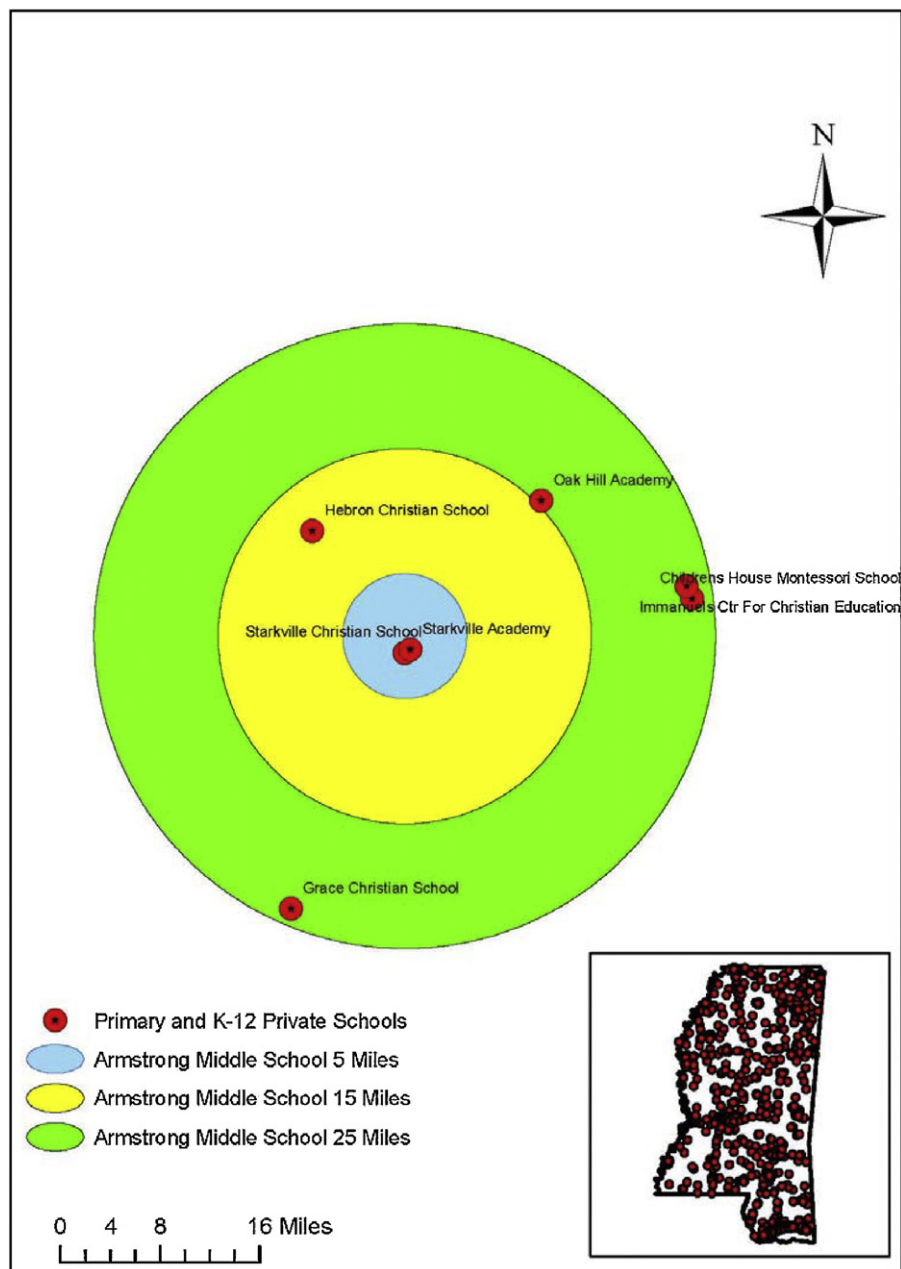 N
Oak Hill Academy
Hebron Christian School
Childrens House Montessori School
Immanuels Ctr For Christian Education
Starkville Christian School
Starkville Academy
Grace Christian School
Primary and K-12 Private Schools
Armstrong Middle School 5 Miles
Armstrong Middle School 15 Miles
Armstrong Middle School 25 Miles
0 4 8 16 Miles